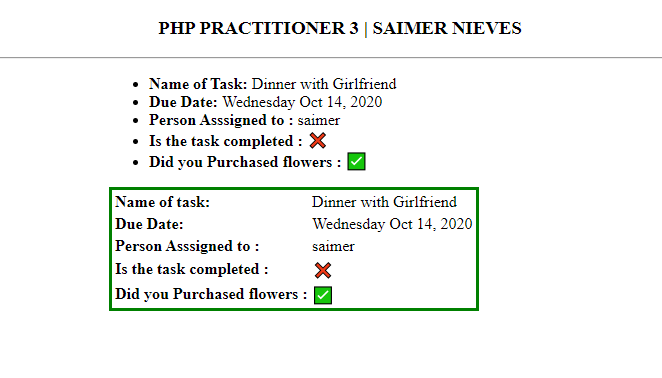 PHP PRACTITIONER 3 | SAIMER NIEVES
Name of Task: Dinner with Girlfriend
Due Date: Wednesday Oct 14, 2020
Person Asssigned to : saimer
Is the task completed : ❌
Did you Purchased flowers : ✅
Name of task: Dinner with Girlfriend
Due Date: Wednesday Oct 14, 2020
Person Asssigned to : saimer
Is the task completed : ❌
Did you Purchased flowers : ✅